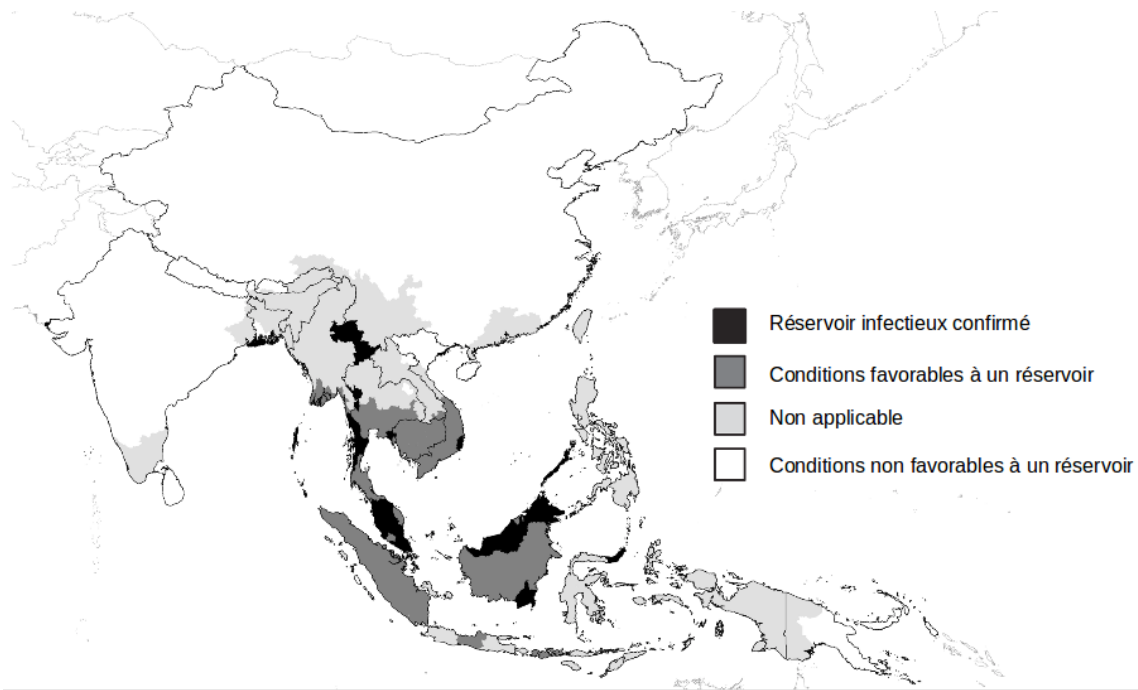 Réservoir infectieux confirmé
Conditions favorables à un réservoir
Non applicable
Conditions non favorables à un réservoir